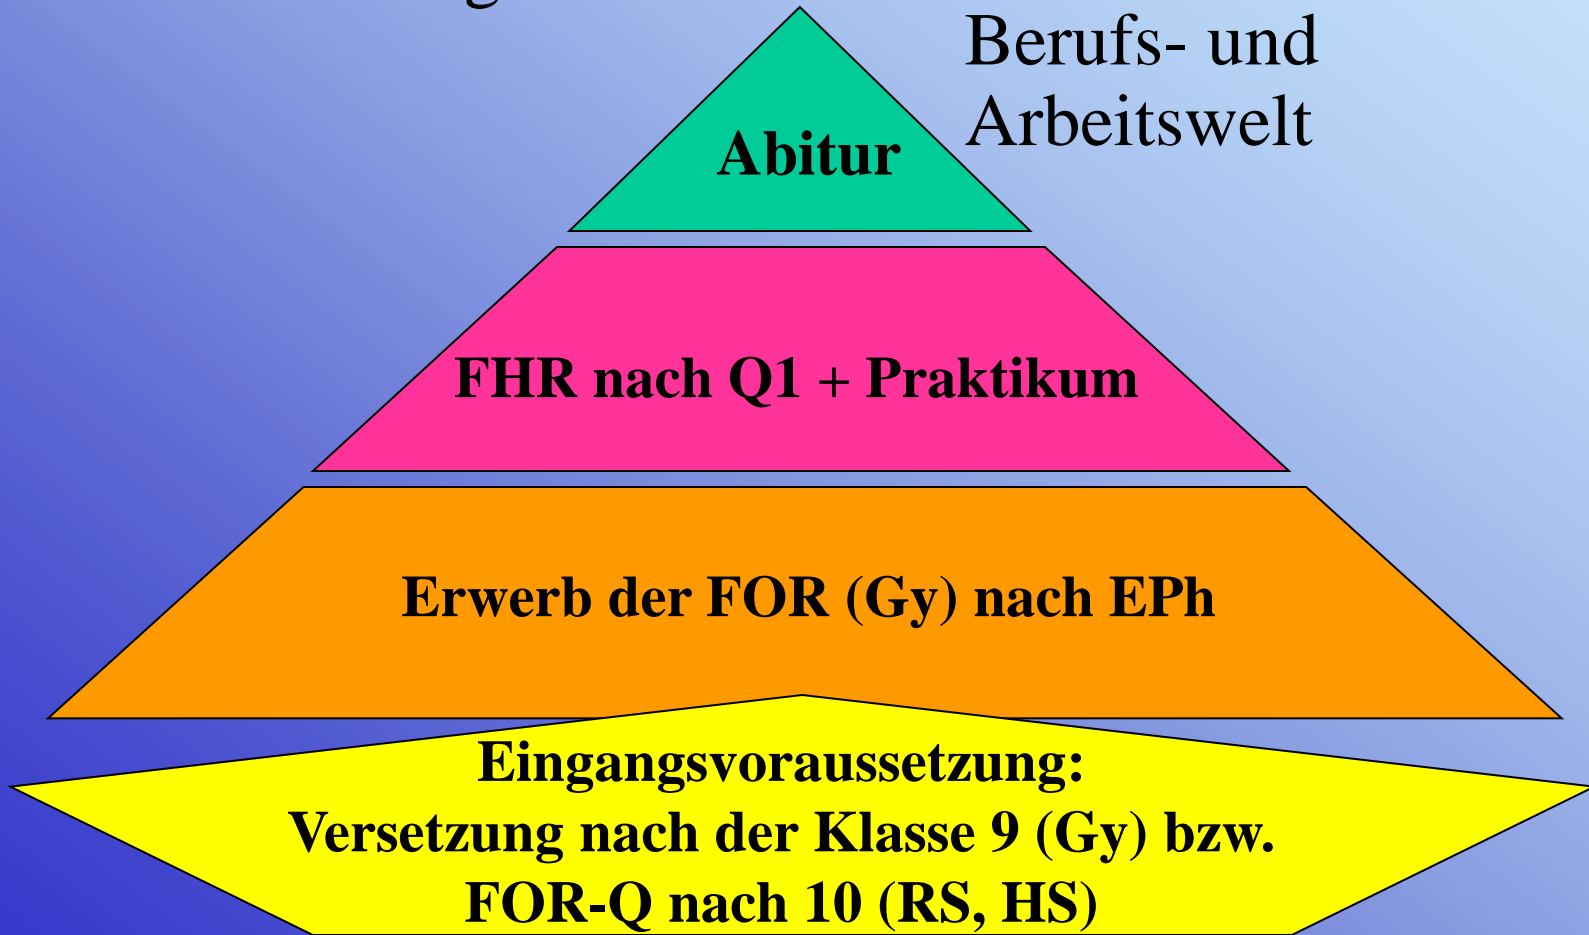 Berufs- und
Arbeitswelt
Abitur
FHR nach Q1 + Praktikum
Erwerb der FOR (Gy) nach EPh
Eingangsvoraussetzung:
Versetzung nach der Klasse 9 (Gy) bzw.
FOR-Q nach 10 (RS, HS)